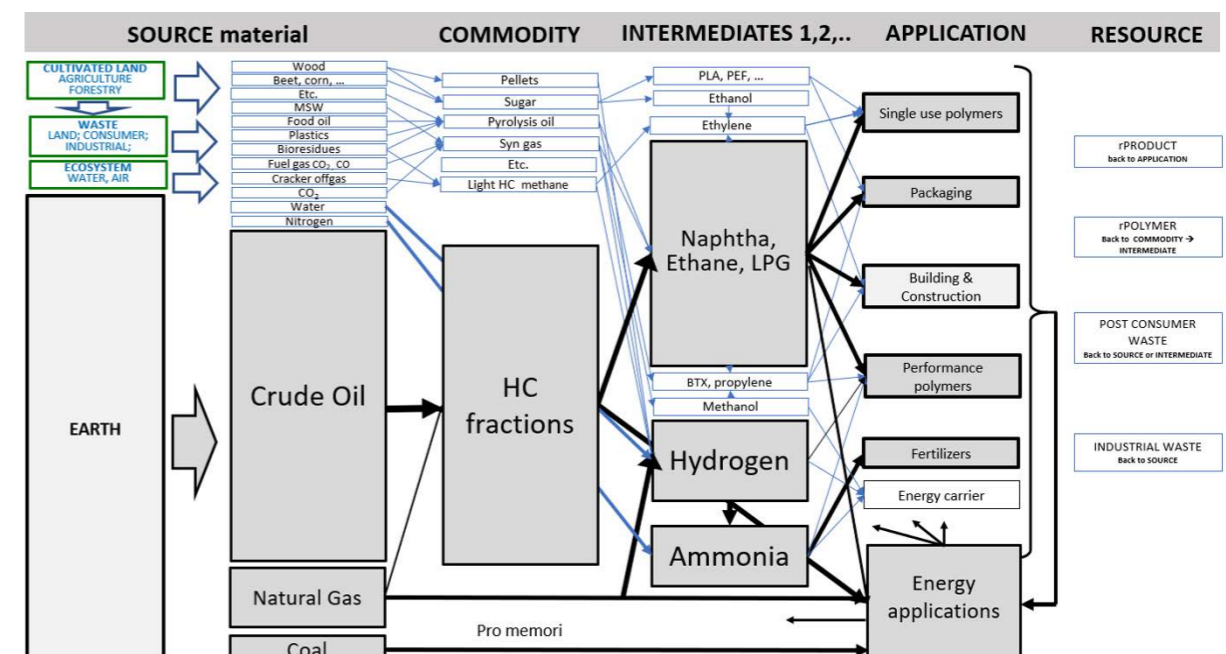 SOURCE material
COMMODITY
INTERMEDIATES 1,2,..
APPLICATION
RESOURCE
CULTIVATED LAND
AGRICULTURE
FORESTRY
WASTE
LAND; CONSUMER;
INDUSTRIAL;
ECOSYSTEM
WATER, AIR
EARTH
Wood
Beet, corn, ...
Etc.
MSW
Food oil
Plastics
Bioresidues
Fuel gas CO₂, CO
Cracker offgas
CO₂
Water
Nitrogen
Crude Oil
Natural Gas
Coal
Pellets
Sugar
Pyrolysis oil
Syn gas
Etc.
Light HC methane
HC
fractions
Pro memori
PLA, PEF, ...
Ethanol
Ethylene
Naphtha,
Ethane, LPG
BTX, propylene
Methanol
Hydrogen
Ammonia
Single use polymers
Packaging
Building &
Construction
Performance
polymers
Fertilizers
Energy carrier
Energy
applications
rPRODUCT
back to APPLICATION
rPOLYMER
Back to COMMODITY →
INTERMEDIATE
POST CONSUMER
WASTE
Back to SOURCE or INTERMEDIATE
INDUSTRIAL WASTE
Back to SOURCE